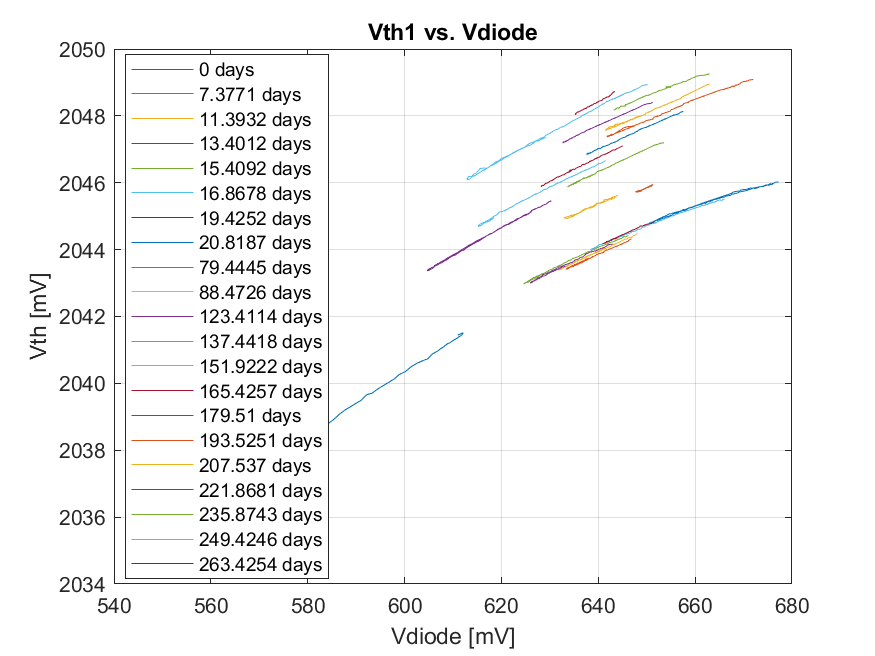 Vth1 vs. Vdiode
2050
2048
2046
2044
2042
2040
2038
2036
2034
Vth [mV]
0 days
7.3771 days
11.3932 days
13.4012 days
15.4092 days
16.8678 days
19.4252 days
20.8187 days
79.4445 days
88.4726 days
123.4114 days
137.4418 days
151.9222 days
165.4257 days
179.51 days
193.5251 days
207.537 days
221.8681 days
235.8743 days
249.4246 days
263.4254 days
540 560 580 600 620 640 660 680
Vdiode [mV]